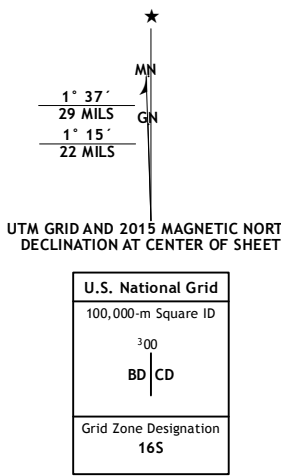 ★
MN
1° 37´
29 MILS
GN
1° 15´
22 MILS
UTM GRID AND 2015 MAGNETIC NORT
DECLINATION AT CENTER OF SHEET
U.S. National Grid
100,000-m Square ID
³00
BD CD
Grid Zone Designation
16S